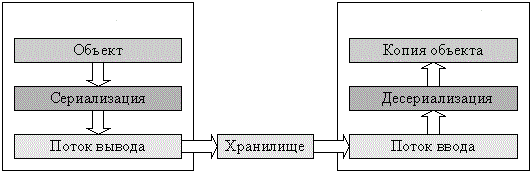 Объект
Сериализация
Поток вывода
Хранилище
Копия объекта
Десериализация
Поток ввода